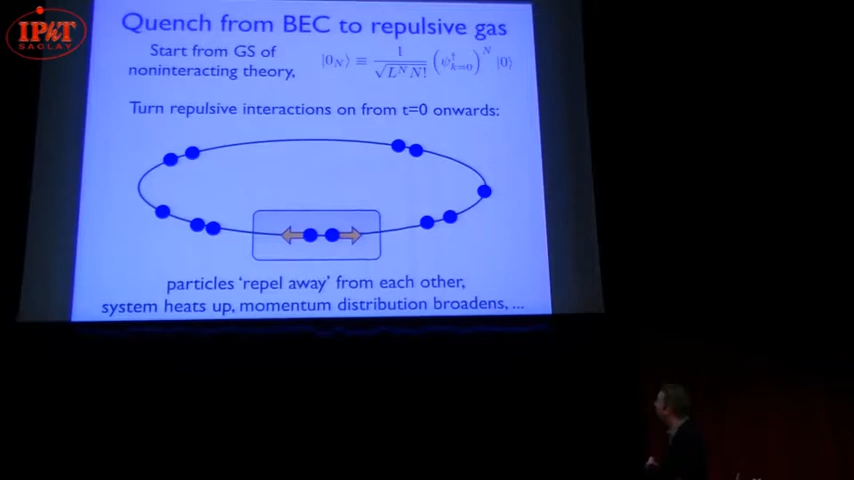 IPhT
SACLAY
Quench from BEC to repulsive gas
Start from GS of
noninteracting theory,
|0_N⟩ ≡ 1/√(L^N N!) (ψ†_{k=0})^N |0⟩
Turn repulsive interactions on from t=0 onwards:
particles ‘repel away’ from each other,
system heats up, momentum distribution broadens, ...